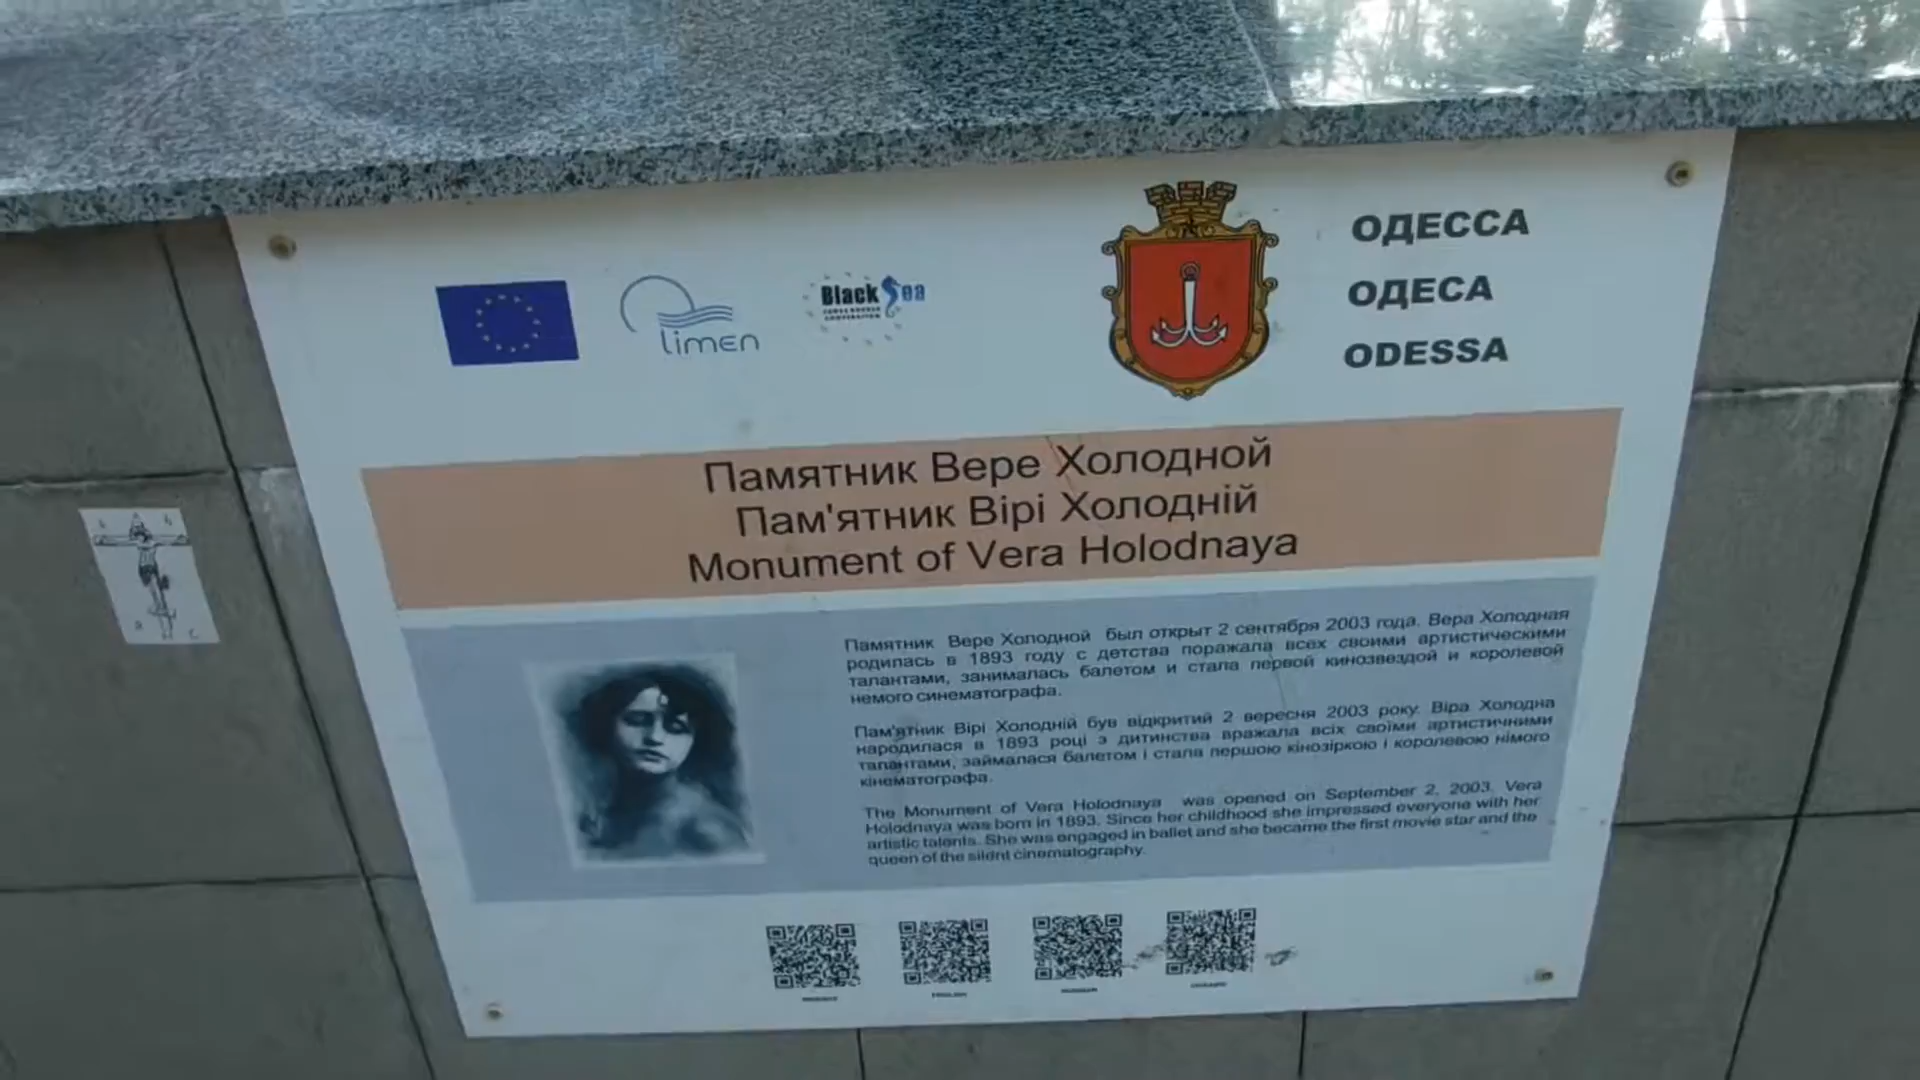 limen
Black Sea
CROSS BORDER
COOPERATION
ОДЕССА
ОДЕСА
ODESSA
Памятник Вере Холодной
Пам'ятник Вірі Холодній
Monument of Vera Holodnaya
Памятник Вере Холодной был открыт 2 сентября 2003 года. Вера Холодная
родилась в 1893 году с детства поражала всех своими артистическими
талантами, занималась балетом и стала первой кинозвездой и королевой
немого синематографа.
Пам'ятник Вірі Холодній був відкритий 2 вересня 2003 року. Віра Холодна
народилася в 1893 році з дитинства вражала всіх своїми артистичними
талантами, займалася балетом і стала першою кінозіркою і королевою німого
кінематографа.
The Monument of Vera Holodnaya was opened on September 2, 2003. Vera
Holodnaya was born in 1893. Since her childhood she impressed everyone with her
artistic talents. She was engaged in ballet and she became the first movie star and the
queen of the silent cinematography.